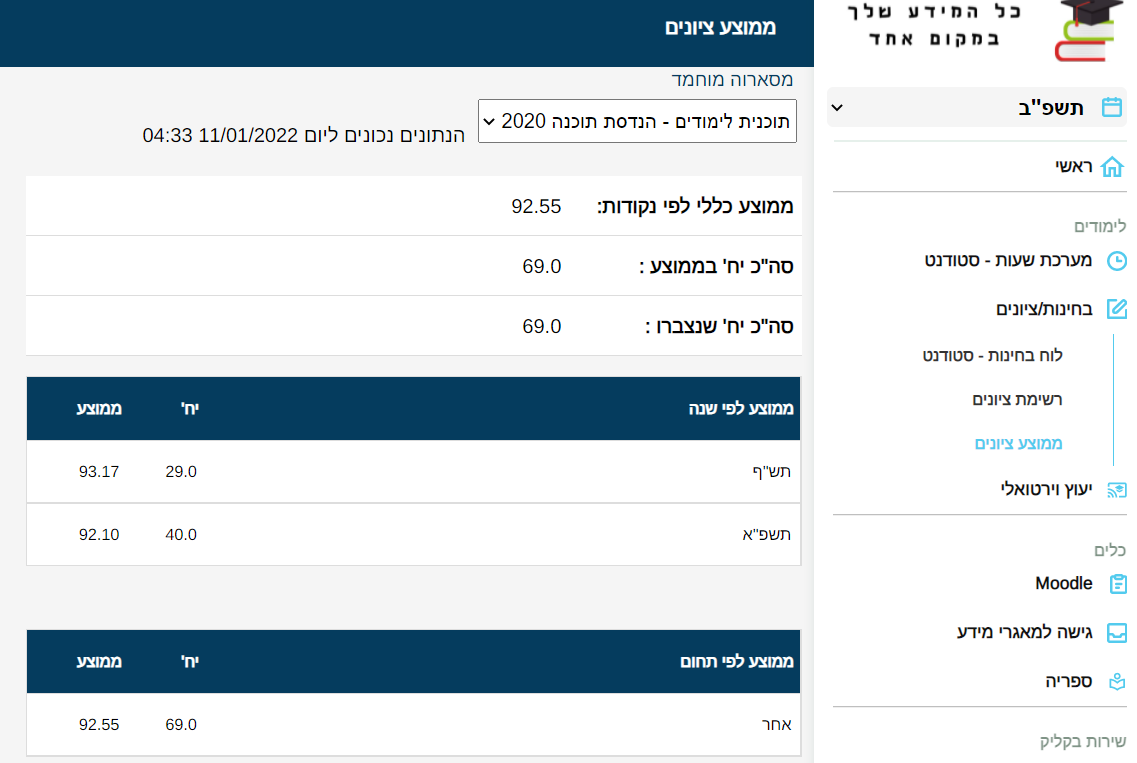 כל המידע שלך
במקום אחד
תשפ"ב
ראשי
לימודים
מערכת שעות - סטודנט
בחינות/ציונים
לוח בחינות - סטודנט
רשימת ציונים
ממוצע ציונים
יעוץ וירטואלי
כלים
Moodle
גישה למאגרי מידע
ספריה
שירות בקליק
ממוצע ציונים
מסארוה מוחמד
תוכנית לימודים - הנדסת תוכנה 2020
הנתונים נכונים ליום 11/01/2022 04:33
ממוצע כללי לפי נקודות: 92.55
סה"כ יח' בממוצע : 69.0
סה"כ יח' שנצברו : 69.0
ממוצע לפי שנה יח' ממוצע
תש"ף 29.0 93.17
תשפ"א 40.0 92.10
ממוצע לפי תחום יח' ממוצע
אחר 69.0 92.55